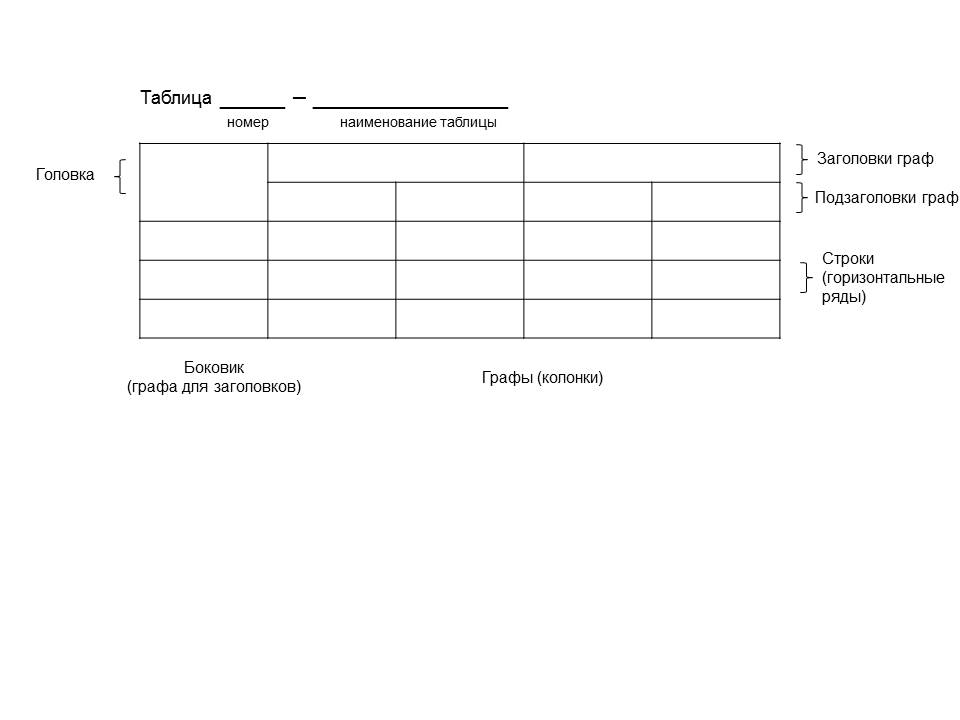 Таблица ______ – ____________________
номер наименование таблицы
Головка
Заголовки граф
Подзаголовки граф
Строки
(горизонтальные
ряды)
Боковик
(графа для заголовков)
Графы (колонки)